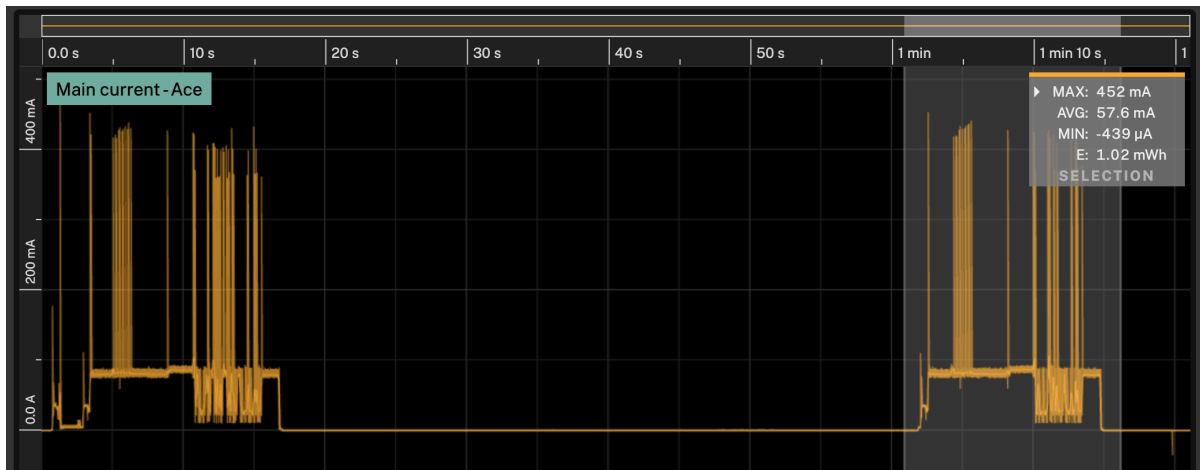 0.0 s 10 s 20 s 30 s 40 s 50 s 1 min 1 min 10 s 1
Main current - Ace
400 mA
200 mA
0.0 A
MAX: 452 mA
AVG: 57.6 mA
MIN: -439 µA
E: 1.02 mWh
SELECTION